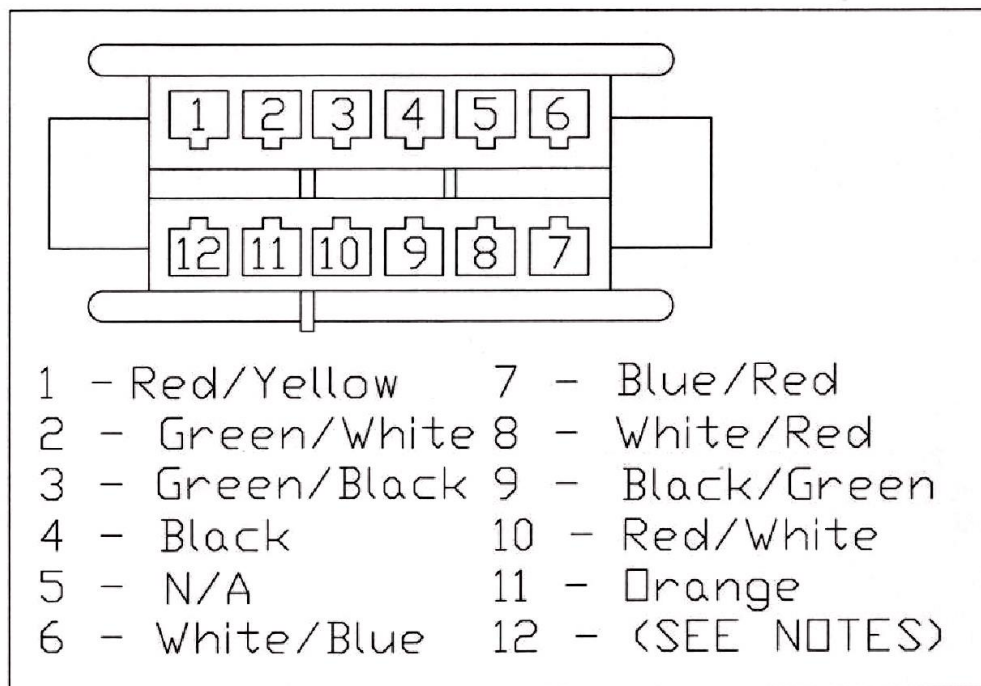 1 2 3 4 5 6
12 11 10 9 8 7
1 - Red/Yellow 7 - Blue/Red
2 - Green/White 8 - White/Red
3 - Green/Black 9 - Black/Green
4 - Black 10 - Red/White
5 - N/A 11 - Orange
6 - White/Blue 12 - (SEE NOTES)